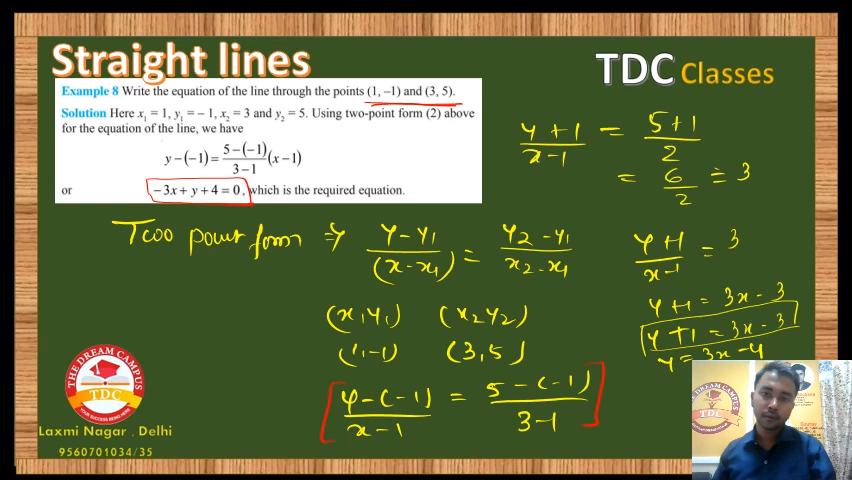 Straight lines
TDC Classes
Example 8 Write the equation of the line through the points (1, –1) and (3, 5).
Solution Here x₁ = 1, y₁ = – 1, x₂ = 3 and y₂ = 5. Using two-point form (2) above
for the equation of the line, we have
y – (–1) = (5 – (–1))/(3 – 1) (x – 1)
or –3x + y + 4 = 0, which is the required equation.
Two point form ⇒ (y – y₁)/(x – x₁) = (y₂ – y₁)/(x₂ – x₁)
(x, y₁) (x₂ y₂)
(1, –1) (3, 5)
[(y – (–1))/(x – 1) = (5 – (–1))/(3 – 1)]
(y + 1)/(x – 1) = (5 + 1)/2
= 6/2 = 3
(y + 1)/(x – 1) = 3
y + 1 = 3x – 3
y + 1 = 3x – 3
y = 3x – 4
THE DREAM CAMPUS
TDC
YOUR SUCCESS BEING HERE
Laxmi Nagar , Delhi
9560701034/35
TDC